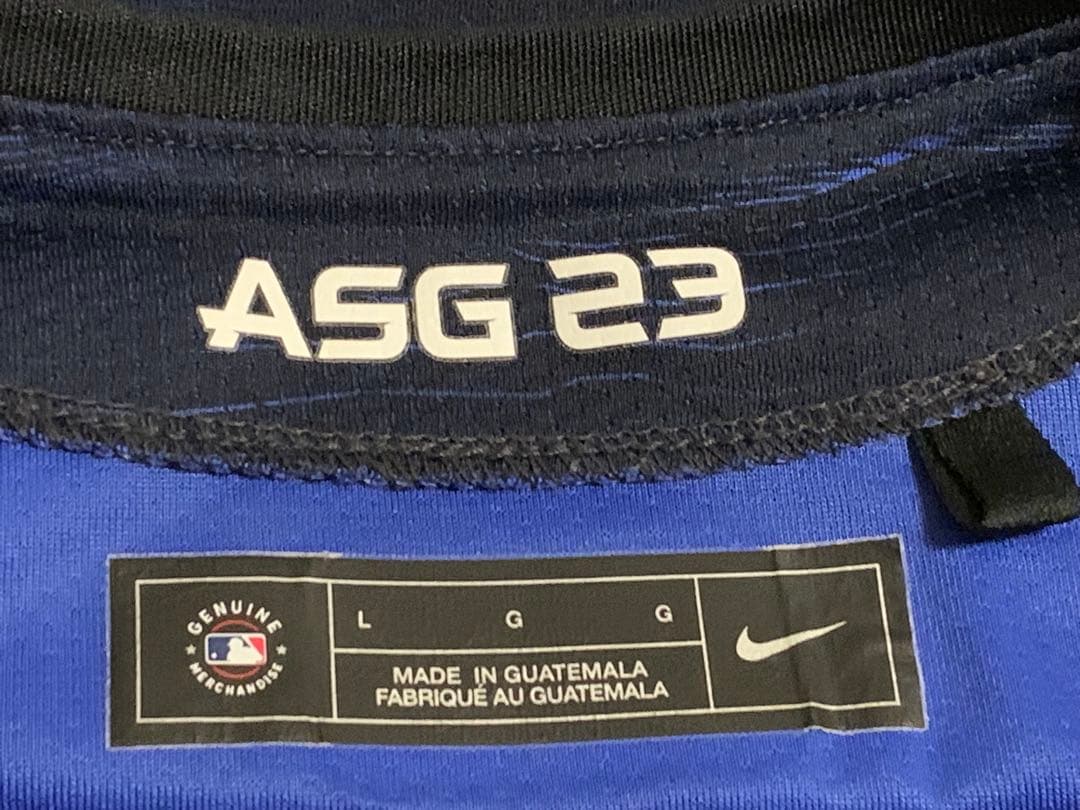 ASG 23
GENUINE
MERCHANDISE
L G G
MADE IN GUATEMALA
FABRIQUÉ AU GUATEMALA